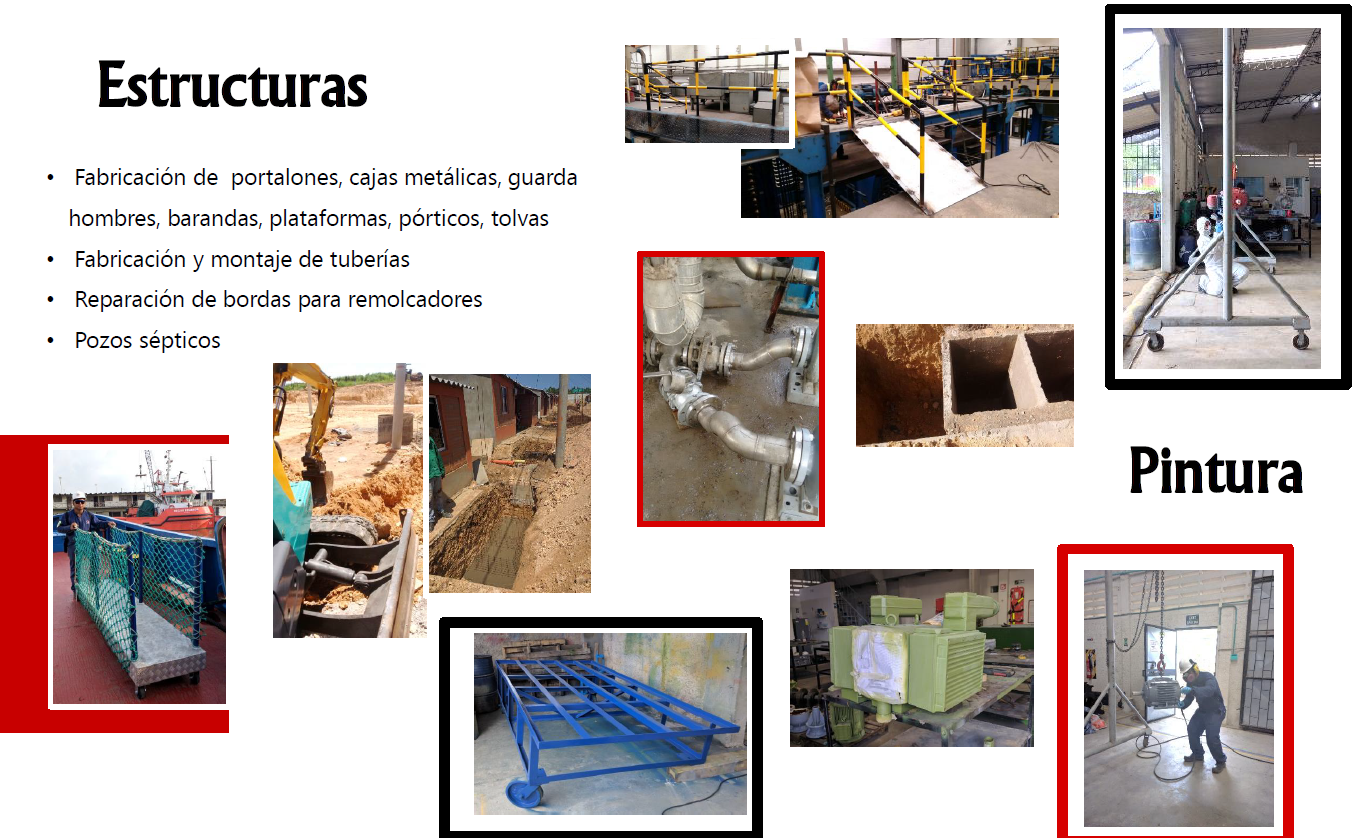 Estructuras
• Fabricación de  portalones, cajas metálicas, guarda
hombres, barandas, plataformas, pórticos, tolvas
• Fabricación y montaje de tuberías
• Reparación de bordas para remolcadores
• Pozos sépticos
Pintura